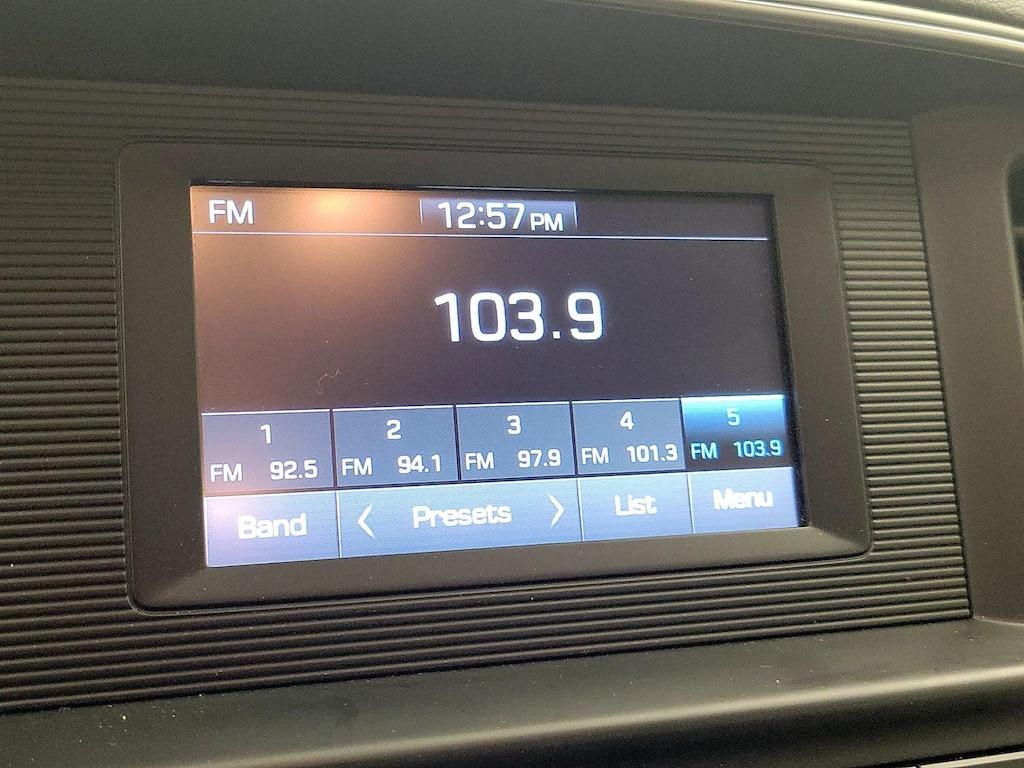 FM 12:57 PM
103.9
1 2 3 4 5
FM 92.5 FM 94.1 FM 97.9 FM 101.3 FM 103.9
Band < Presets > List Menu